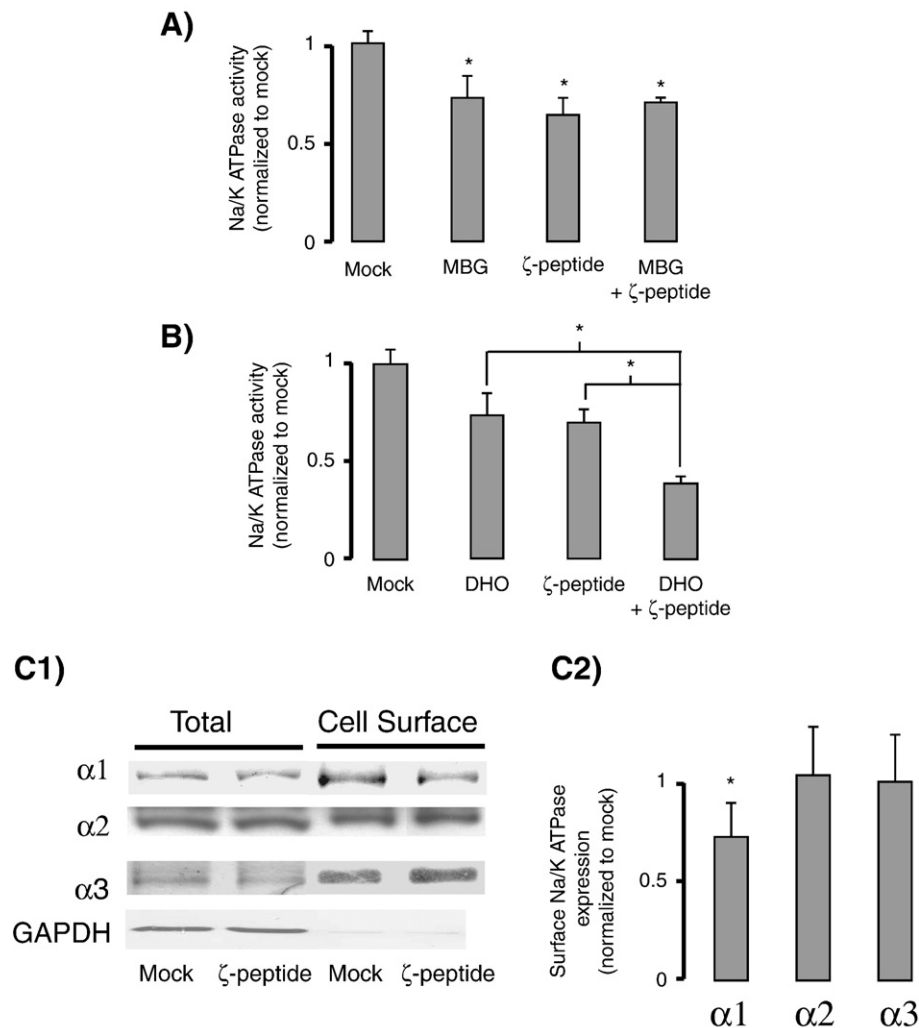 A)
Na/K ATPase activity
(normalized to mock)
1
0.5
0
*
*
*
Mock
MBG
ζ-peptide
MBG
+ ζ-peptide
B)
Na/K ATPase activity
(normalized to mock)
1
0.5
0
*
*
Mock
DHO
ζ-peptide
DHO
+ ζ-peptide
C1)
Total
Cell Surface
α1
α2
α3
GAPDH
Mock
ζ-peptide
Mock
ζ-peptide
C2)
Surface Na/K ATPase
expression
(normalized to mock)
1
0.5
0
*
α1
α2
α3